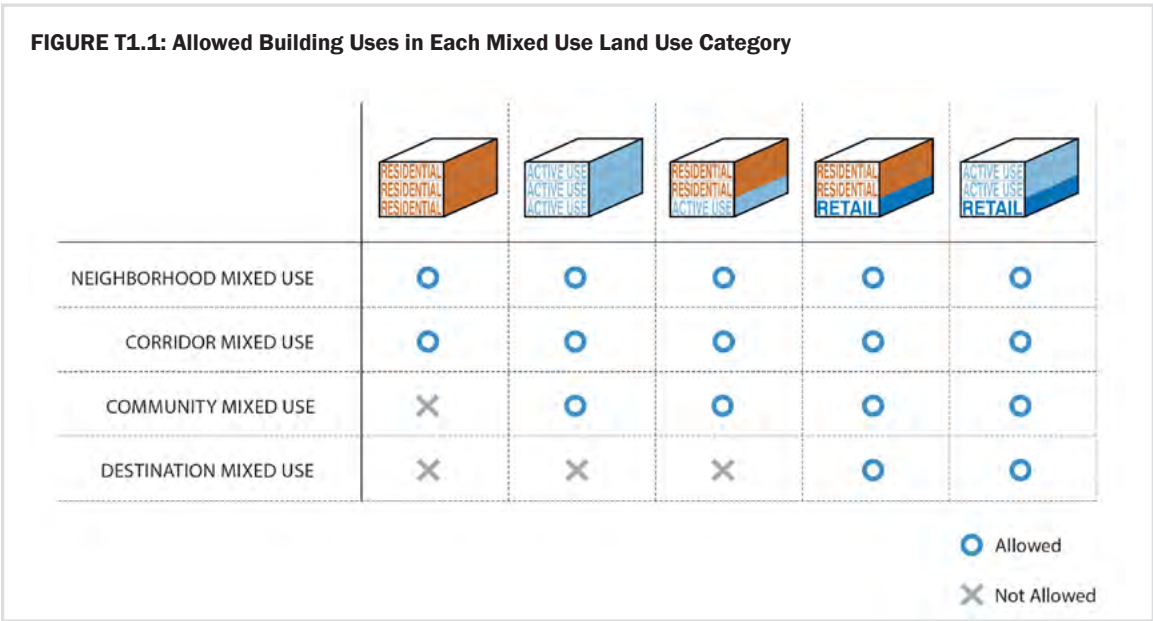 FIGURE T1.1: Allowed Building Uses in Each Mixed Use Land Use Category
RESIDENTIAL
RESIDENTIAL
RESIDENTIAL
ACTIVE USE
ACTIVE USE
ACTIVE USE
RESIDENTIAL
RESIDENTIAL
ACTIVE USE
RESIDENTIAL
RESIDENTIAL
RETAIL
ACTIVE USE
ACTIVE USE
RETAIL
NEIGHBORHOOD MIXED USE
CORRIDOR MIXED USE
COMMUNITY MIXED USE
DESTINATION MIXED USE
Allowed
Not Allowed